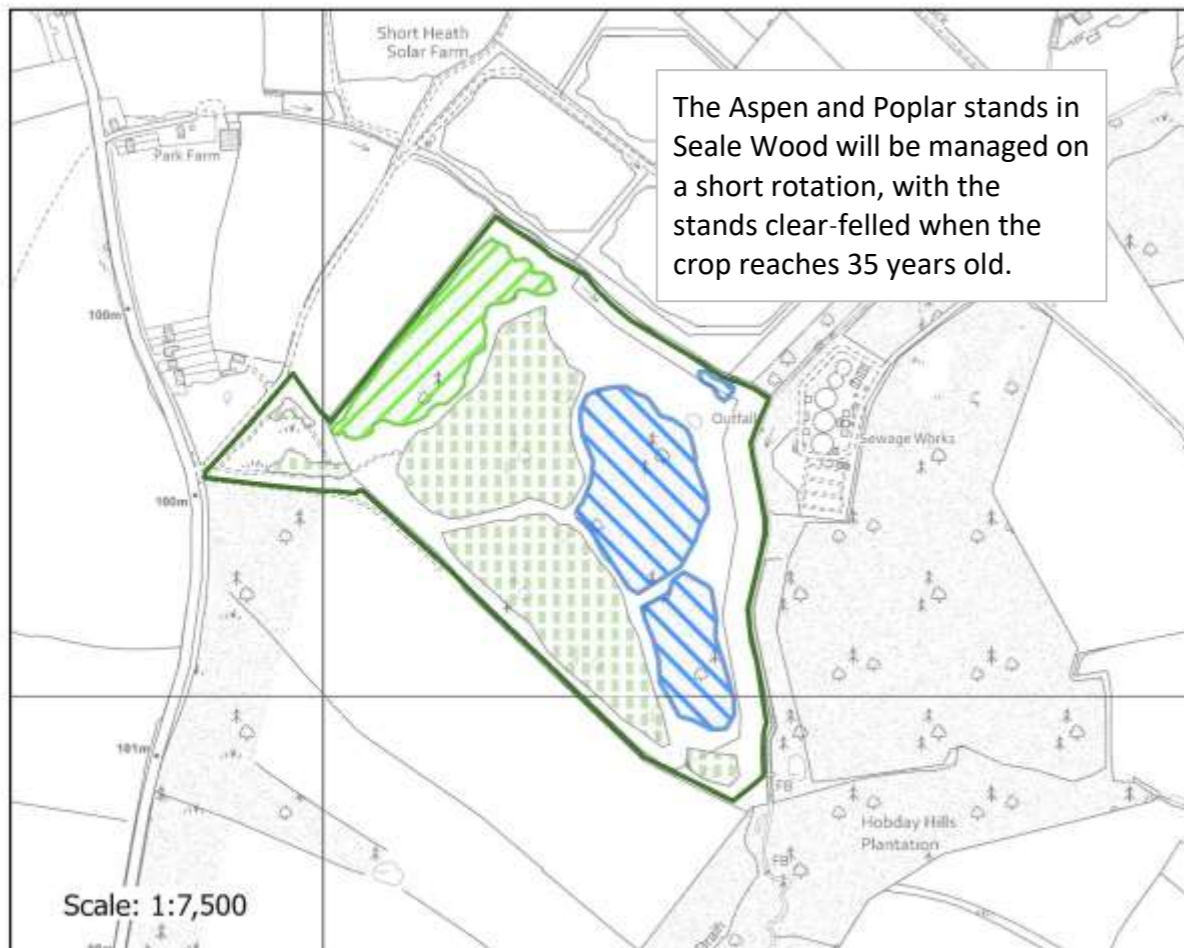 Short Heath
Solar Farm
The Aspen and Poplar stands in
Seale Wood will be managed on
a short rotation, with the
stands clear-felled when the
crop reaches 35 years old.
Park Farm
100m
Outfall
Sewage Works
100m
101m
FB
Hobday Hills
Plantation
FB
Scale: 1:7,500
Drain